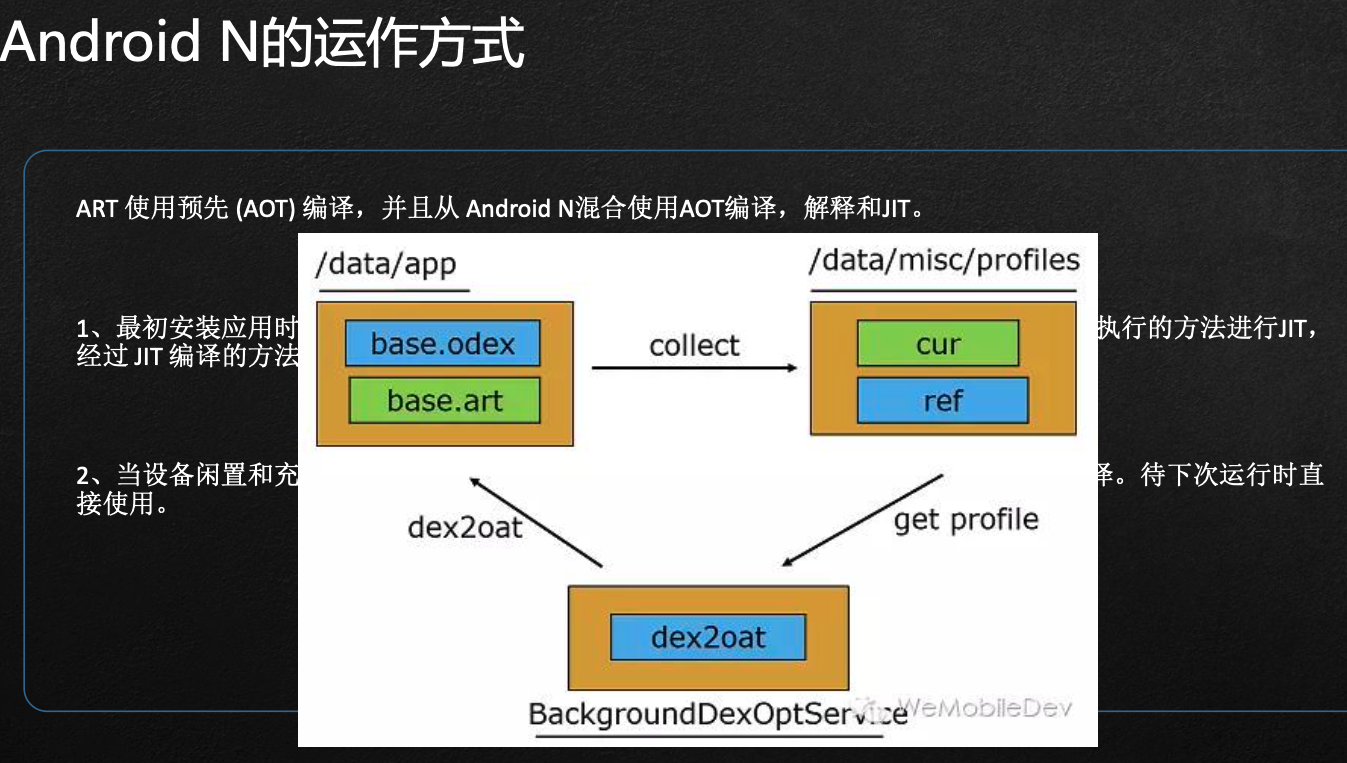 Android N的运作方式
ART 使用预先 (AOT) 编译，并且从 Android N混合使用AOT编译，解释和JIT。
/data/app
/data/misc/profiles
1、最初安装应用时
执行的方法进行JIT，
经过 JIT 编译的方法
base.odex
base.art
collect
cur
ref
2、当设备闲置和充
。待下次运行时直
接使用。
dex2oat
get profile
dex2oat
BackgroundDexOptService
WeMobileDev